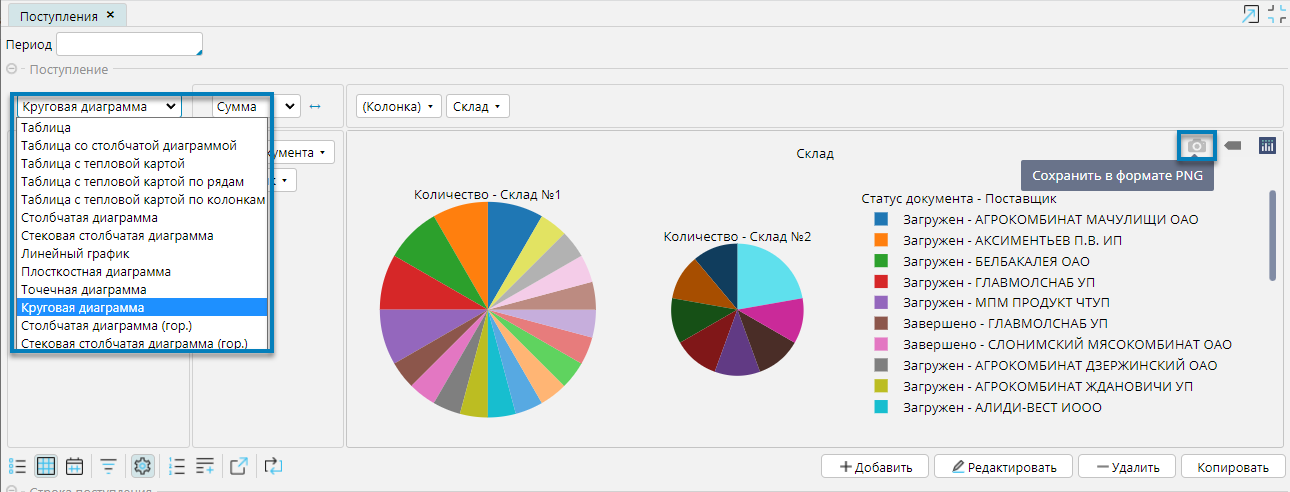 Поступления ×
Период
Поступление
Круговая диаграмма
Сумма
(Колонка)
Склад
Таблица
Таблица со столбчатой диаграммой
Таблица с тепловой картой
Таблица с тепловой картой по рядам
Таблица с тепловой картой по колонкам
Столбчатая диаграмма
Стековая столбчатая диаграмма
Линейный график
Плосткостная диаграмма
Точечная диаграмма
Круговая диаграмма
Столбчатая диаграмма (гор.)
Стековая столбчатая диаграмма (гор.)
Склад
Сохранить в формате PNG
Количество - Склад №1
Количество - Склад №2
Статус документа - Поставщик
Загружен - АГРОКОМБИНАТ МАЧУЛИЩИ ОАО
Загружен - АКСИМЕНТЬЕВ П.В. ИП
Загружен - БЕЛБАКАЛЕЯ ОАО
Загружен - ГЛАВМОЛСНАБ УП
Загружен - МПМ ПРОДУКТ ЧТУП
Завершено - ГЛАВМОЛСНАБ УП
Завершено - СЛОНИМСКИЙ МЯСОКОМБИНАТ ОАО
Загружен - АГРОКОМБИНАТ ДЗЕРЖИНСКИЙ ОАО
Загружен - АГРОКОМБИНАТ ЖДАНОВИЧИ УП
Загружен - АЛИДИ-ВЕСТ ИООО
Добавить
Редактировать
Удалить
Копировать